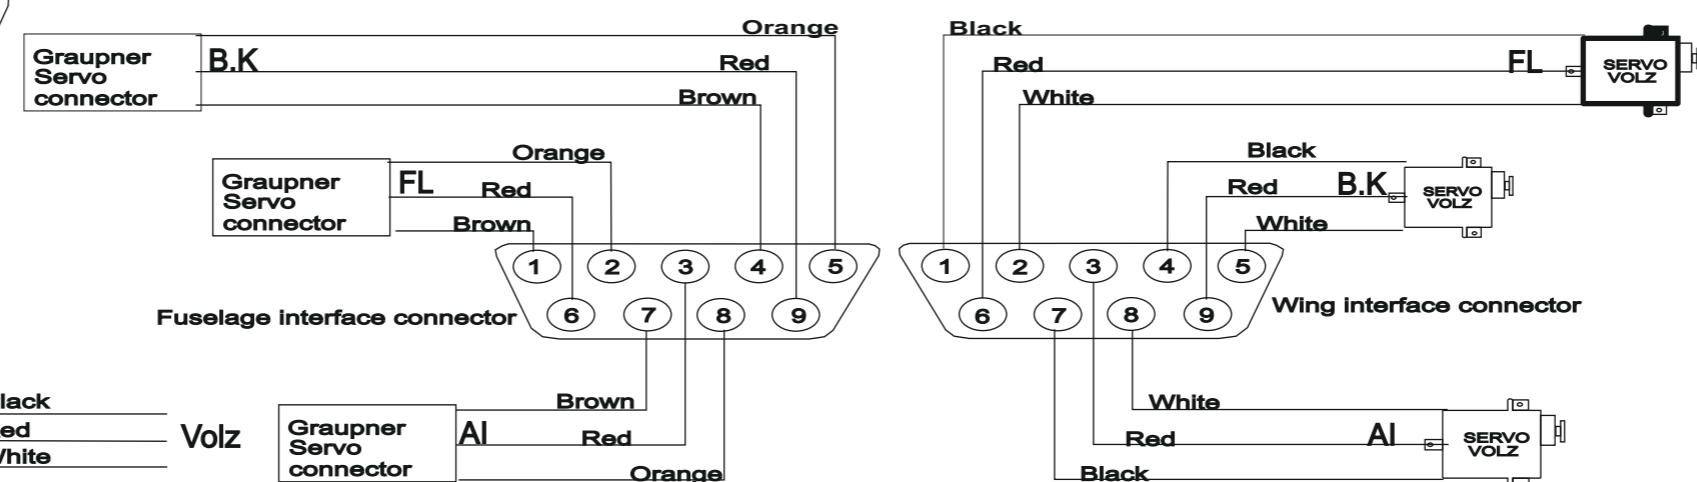 Orange
Graupner
Servo
connector
B.K
Red
Brown
Orange
Graupner
Servo
connector
FL
Red
Brown
1 2 3 4 5
6 7 8 9
Fuselage interface connector
Brown
Graupner
Servo
connector
AI
Red
Orange
Volz
Black
Red
FL
SERVO
VOLZ
White
Black
Red
B.K
SERVO
VOLZ
White
1 2 3 4 5
6 7 8 9
Wing interface connector
White
Red
AI
SERVO
VOLZ
Black
lack
ed
hite